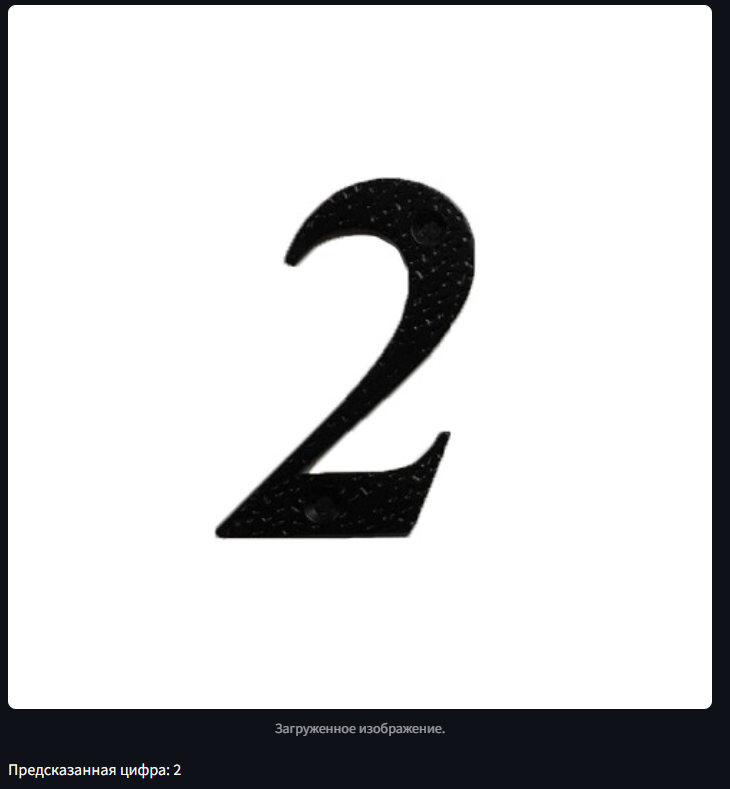 2
Загруженное изображение.
Предсказанная цифра: 2